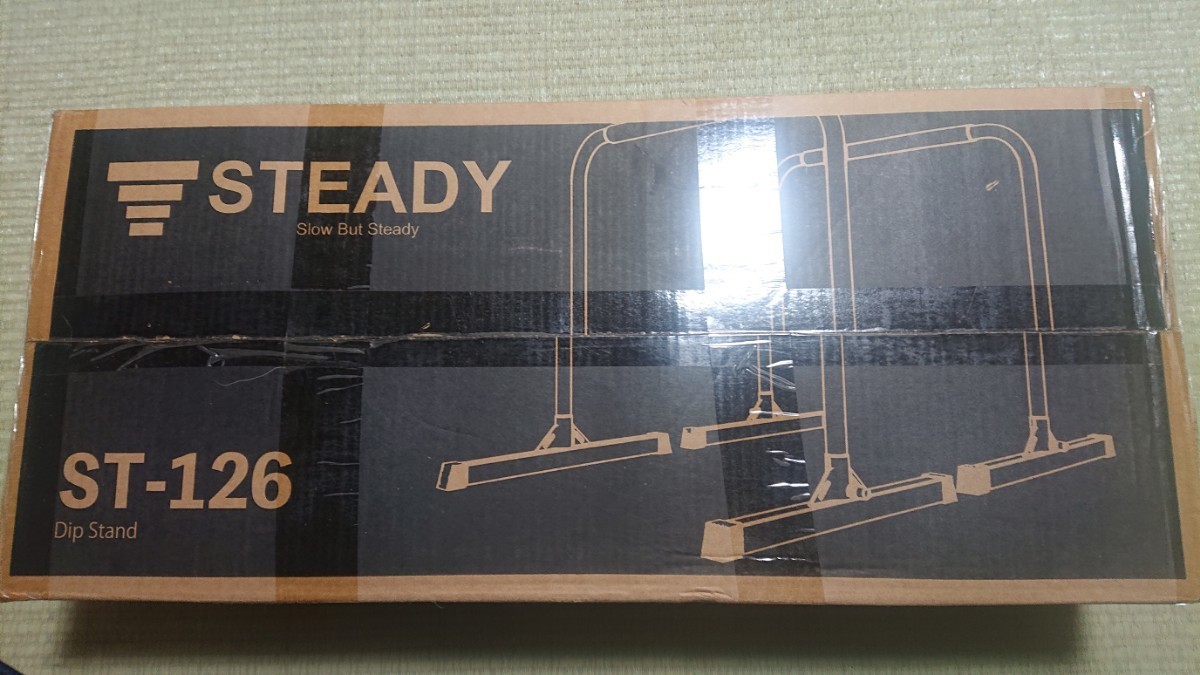 STEADY
Slow But Steady
ST-126
Dip Stand